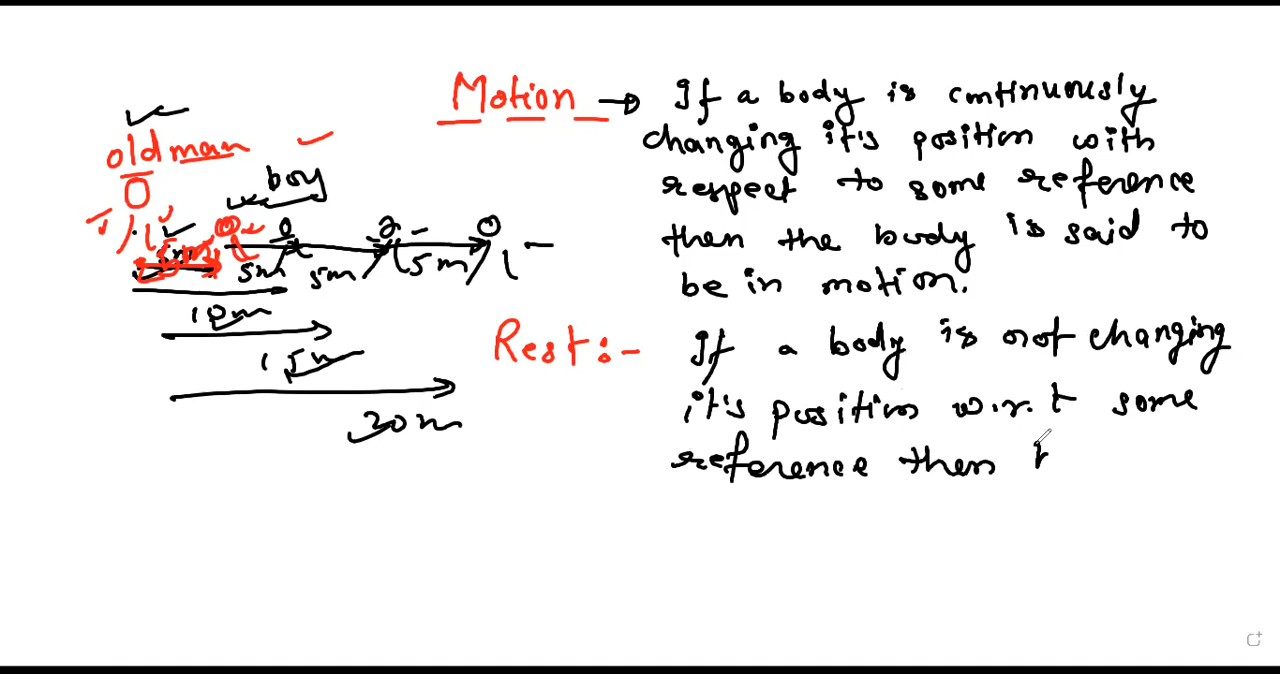 Motion → If a body is continuously
changing it's position with
respect to some reference
then the body is said to
be in motion.
old man
boy
5m
5m
5m
5m
10m
15m
20m
Rest :- If a body is not changing
it's position w.r.t some
reference then t